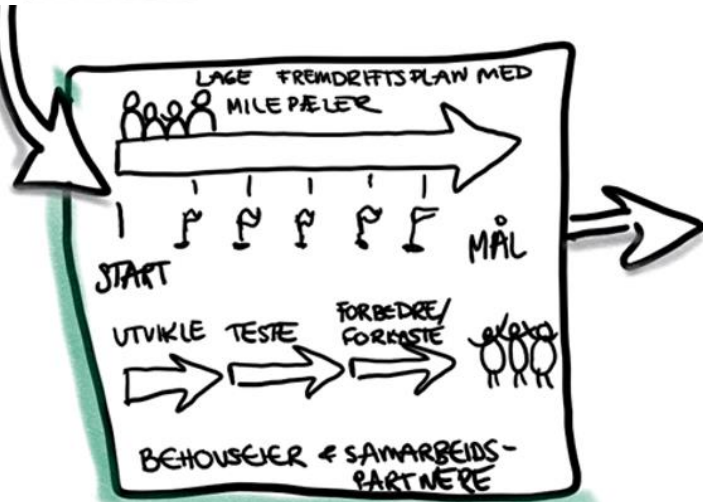 LAGE FREMDRIFTSPLAN MED
MILEPÆLER
START
MÅL
UTVIKLE
TESTE
FORBEDRE/
FORKASTE
BEHOVSEIER & SAMARBEIDS-
PARTNERE